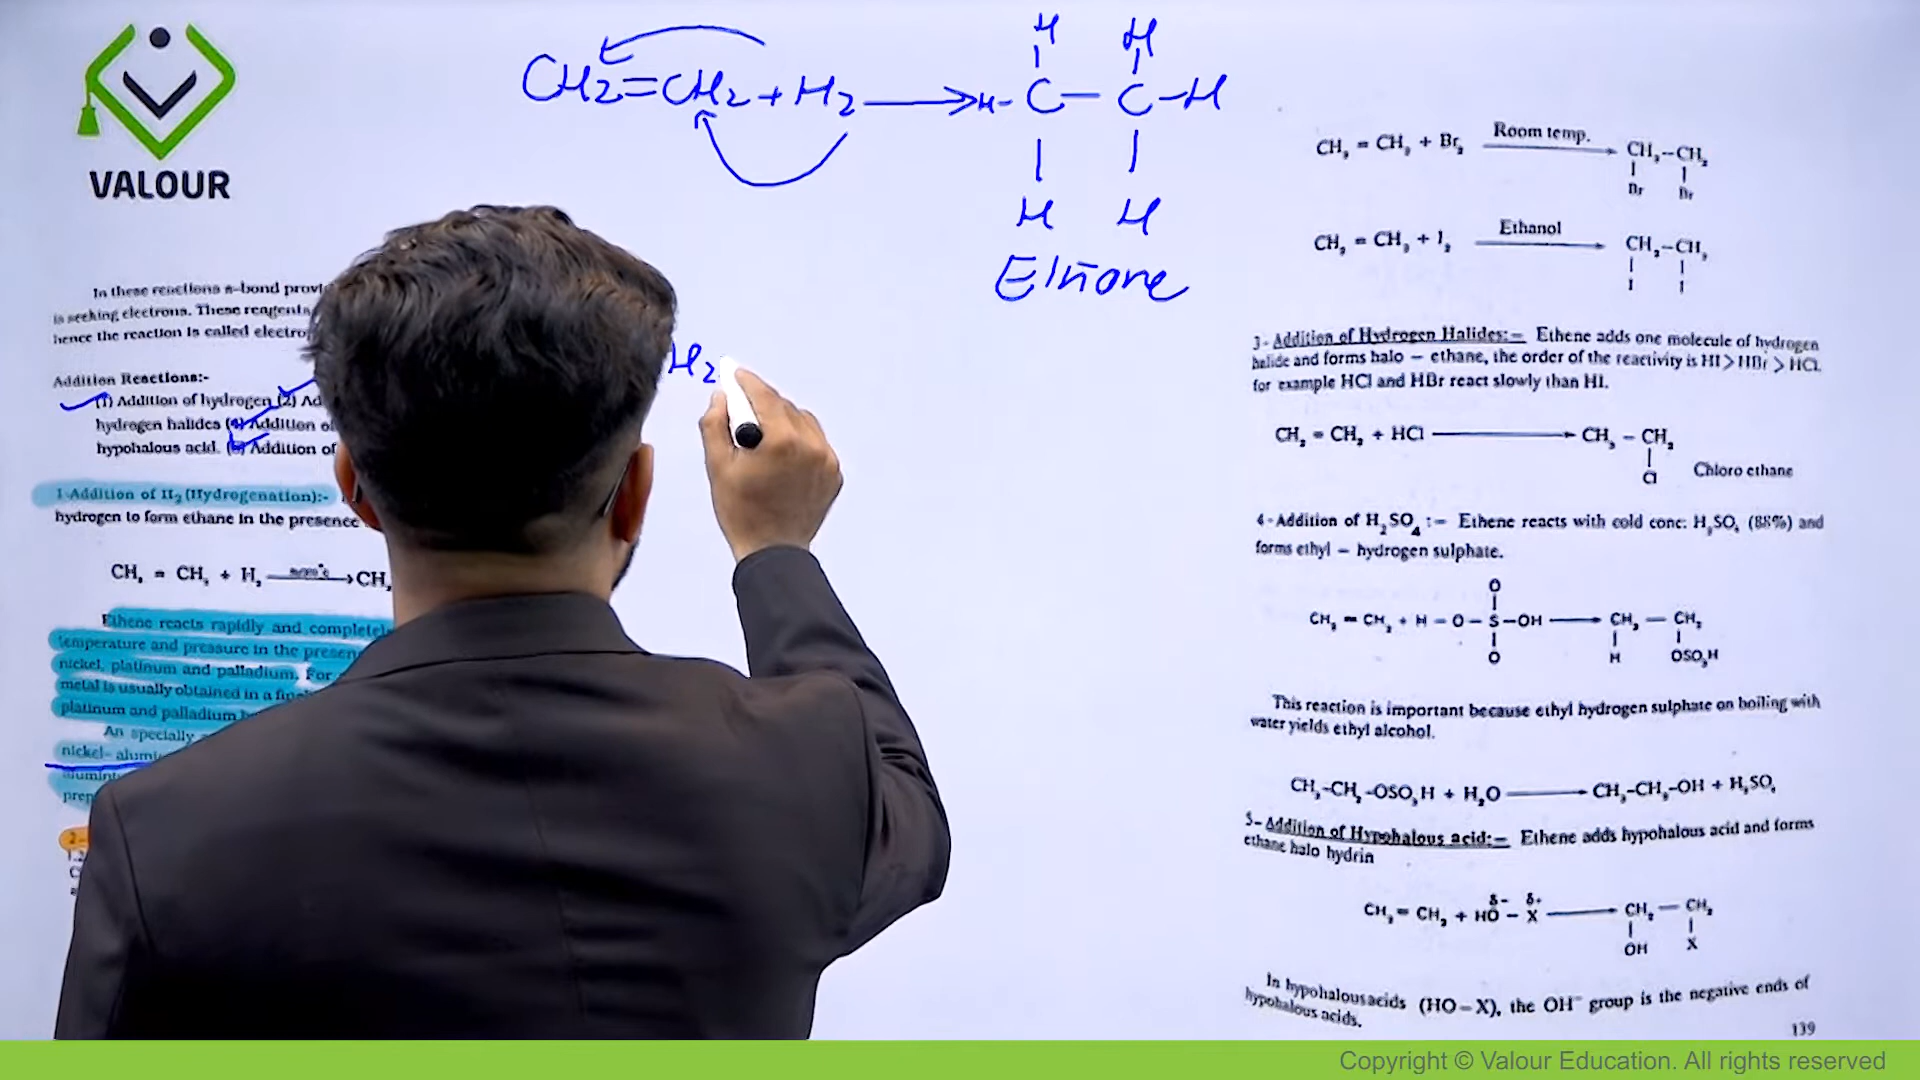 VALOUR
CH2=CH2+H2 → H-C-C-H
H H
H H
Ethane
H2
In these reactions π-bond
is seeking electrons. These reagents
hence the reaction is called
Addition Reactions:-
(1) Addition of hydrogen (2)
hydrogen halides (4) Addition of
hypohalous acid. Addition of
1-Addition of H₂ (Hydrogenation):-
hydrogen to form ethane in the presence
CH₂ = CH₂ + H₂ → CH₃
Ethene reacts rapidly and completely
temperature and pressure in the
nickel, platinum and palladium. For
metal is usually obtained in a
platinum and palladium
An specially
nickel-
2-
CH₂ = CH₂ + Br₂ Room temp. → CH₂-CH₂
Br Br
CH₂ = CH₂ + I₂ Ethanol → CH₂-CH₂
I I
3- Addition of Hydrogen Halides:- Ethene adds one molecule of hydrogen
halide and forms halo - ethane, the order of the reactivity is HI > HBr > HCl.
for example HCl and HBr react slowly than HI.
CH₂ = CH₂ + HCl → CH₃ - CH₂
Cl Chloro ethane
4-Addition of H₂SO₄ :- Ethene reacts with cold conc: H₂SO₄ (88%) and
forms ethyl - hydrogen sulphate.
O
CH₂ = CH₂ + H - O - S - OH → CH₂ - CH₂
O H OSO₃H
This reaction is important because ethyl hydrogen sulphate on boiling with
water yields ethyl alcohol.
CH₃-CH₂-OSO₃H + H₂O → CH₃-CH₂-OH + H₂SO₄
5- Addition of Hypohalous acid:- Ethene adds hypohalous acid and forms
ethane halo hydrin
δ- δ+
CH₂ = CH₂ + HO - X → CH₂ - CH₂
OH X
In hypohalous acids (HO-X), the OH⁻ group is the negative ends of
hypohalous acids.
139
Copyright © Valour Education. All rights reserved